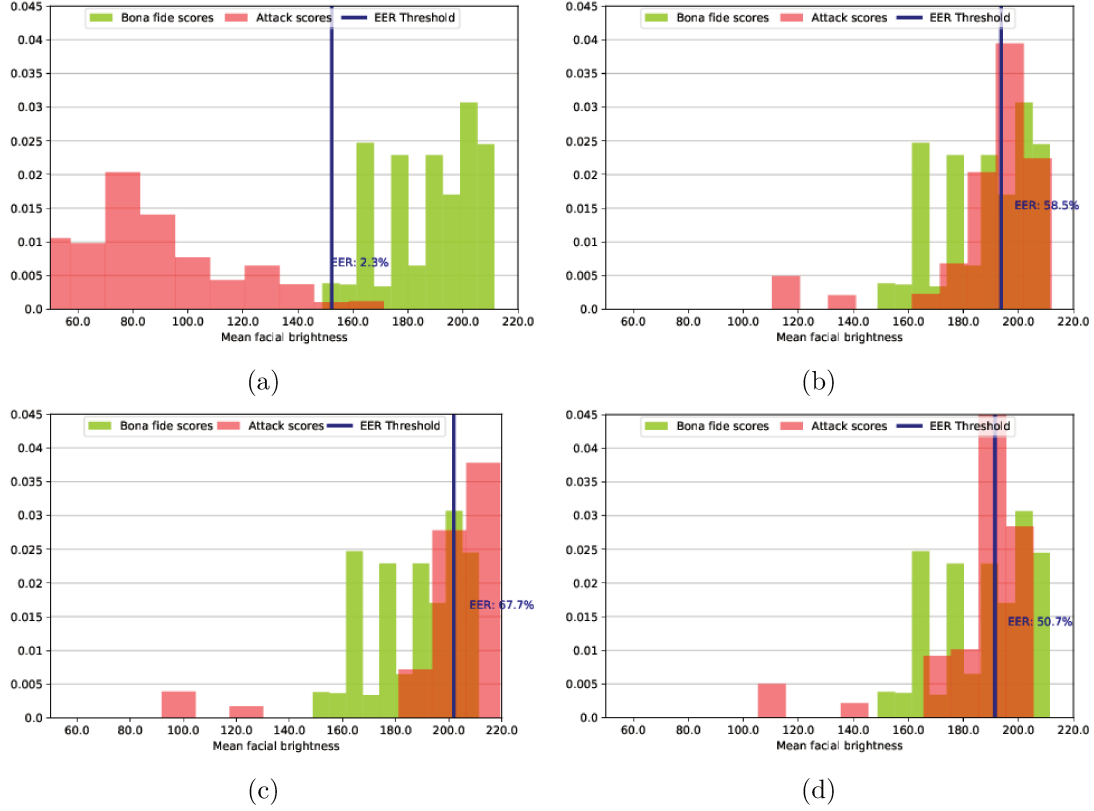 Bona fide scores Attack scores EER Threshold
0.045
0.04
0.035
0.03
0.025
0.02
0.015
0.01
0.005
0.0
EER: 2.3%
60.0 80.0 100.0 120.0 140.0 160.0 180.0 200.0 220.0
Mean facial brightness
(a)
Bona fide scores Attack scores EER Threshold
0.045
0.04
0.035
0.03
0.025
0.02
0.015
0.01
0.005
0.0
EER: 58.5%
60.0 80.0 100.0 120.0 140.0 160.0 180.0 200.0 220.0
Mean facial brightness
(b)
Bona fide scores Attack scores EER Threshold
0.045
0.04
0.035
0.03
0.025
0.02
0.015
0.01
0.005
0.0
EER: 67.7%
60.0 80.0 100.0 120.0 140.0 160.0 180.0 200.0 220.0
Mean facial brightness
(c)
Bona fide scores Attack scores EER Threshold
0.045
0.04
0.035
0.03
0.025
0.02
0.015
0.01
0.005
0.0
EER: 50.7%
60.0 80.0 100.0 120.0 140.0 160.0 180.0 200.0 220.0
Mean facial brightness
(d)